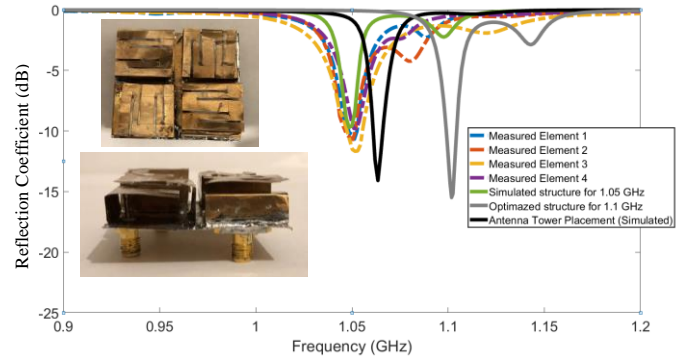 0
-5
-10
-15
-20
-25
Reflection Coefficient (dB)
Measured Element 1
Measured Element 2
Measured Element 3
Measured Element 4
Simulated structure for 1.05 GHz
Optimazed structure for 1.1 GHz
Antenna Tower Placement (Simulated)
0.9
0.95
1
1.05
1.1
1.15
1.2
Frequency (GHz)